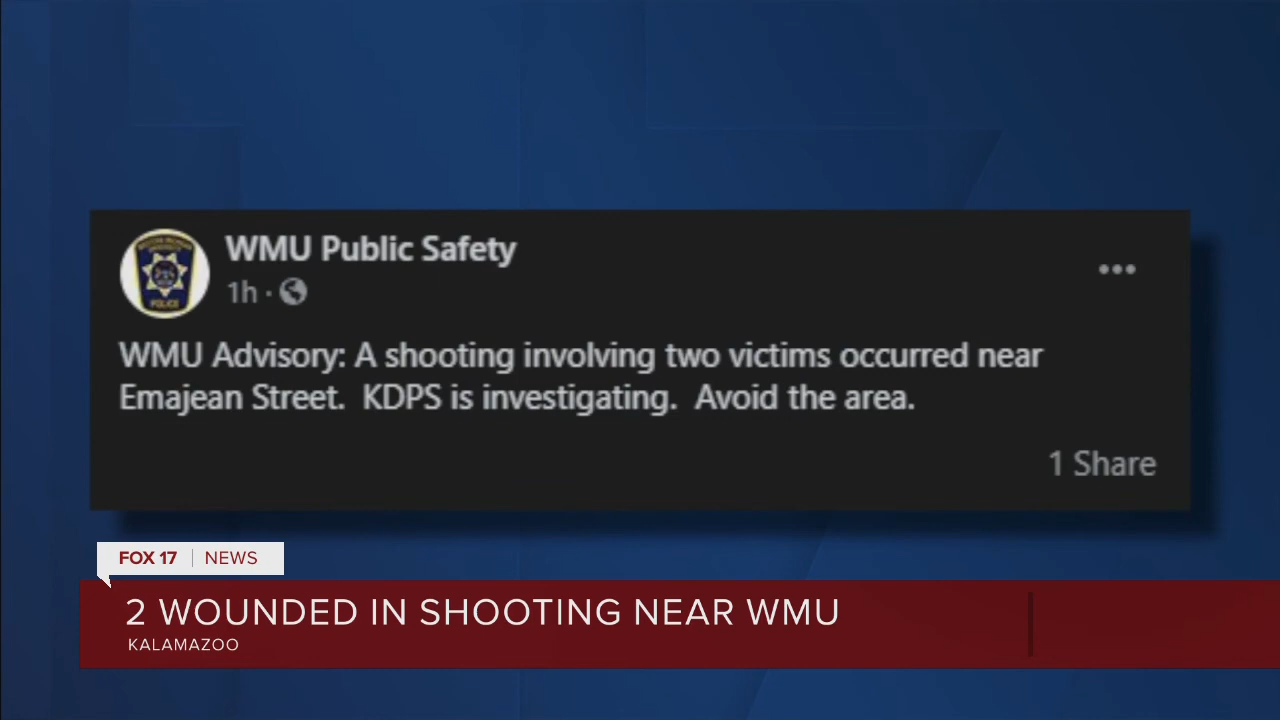 WMU Public Safety
1h ·
WMU Advisory: A shooting involving two victims occurred near
Emajean Street.  KDPS is investigating.  Avoid the area.
1 Share
FOX 17 | NEWS
2 WOUNDED IN SHOOTING NEAR WMU
KALAMAZOO